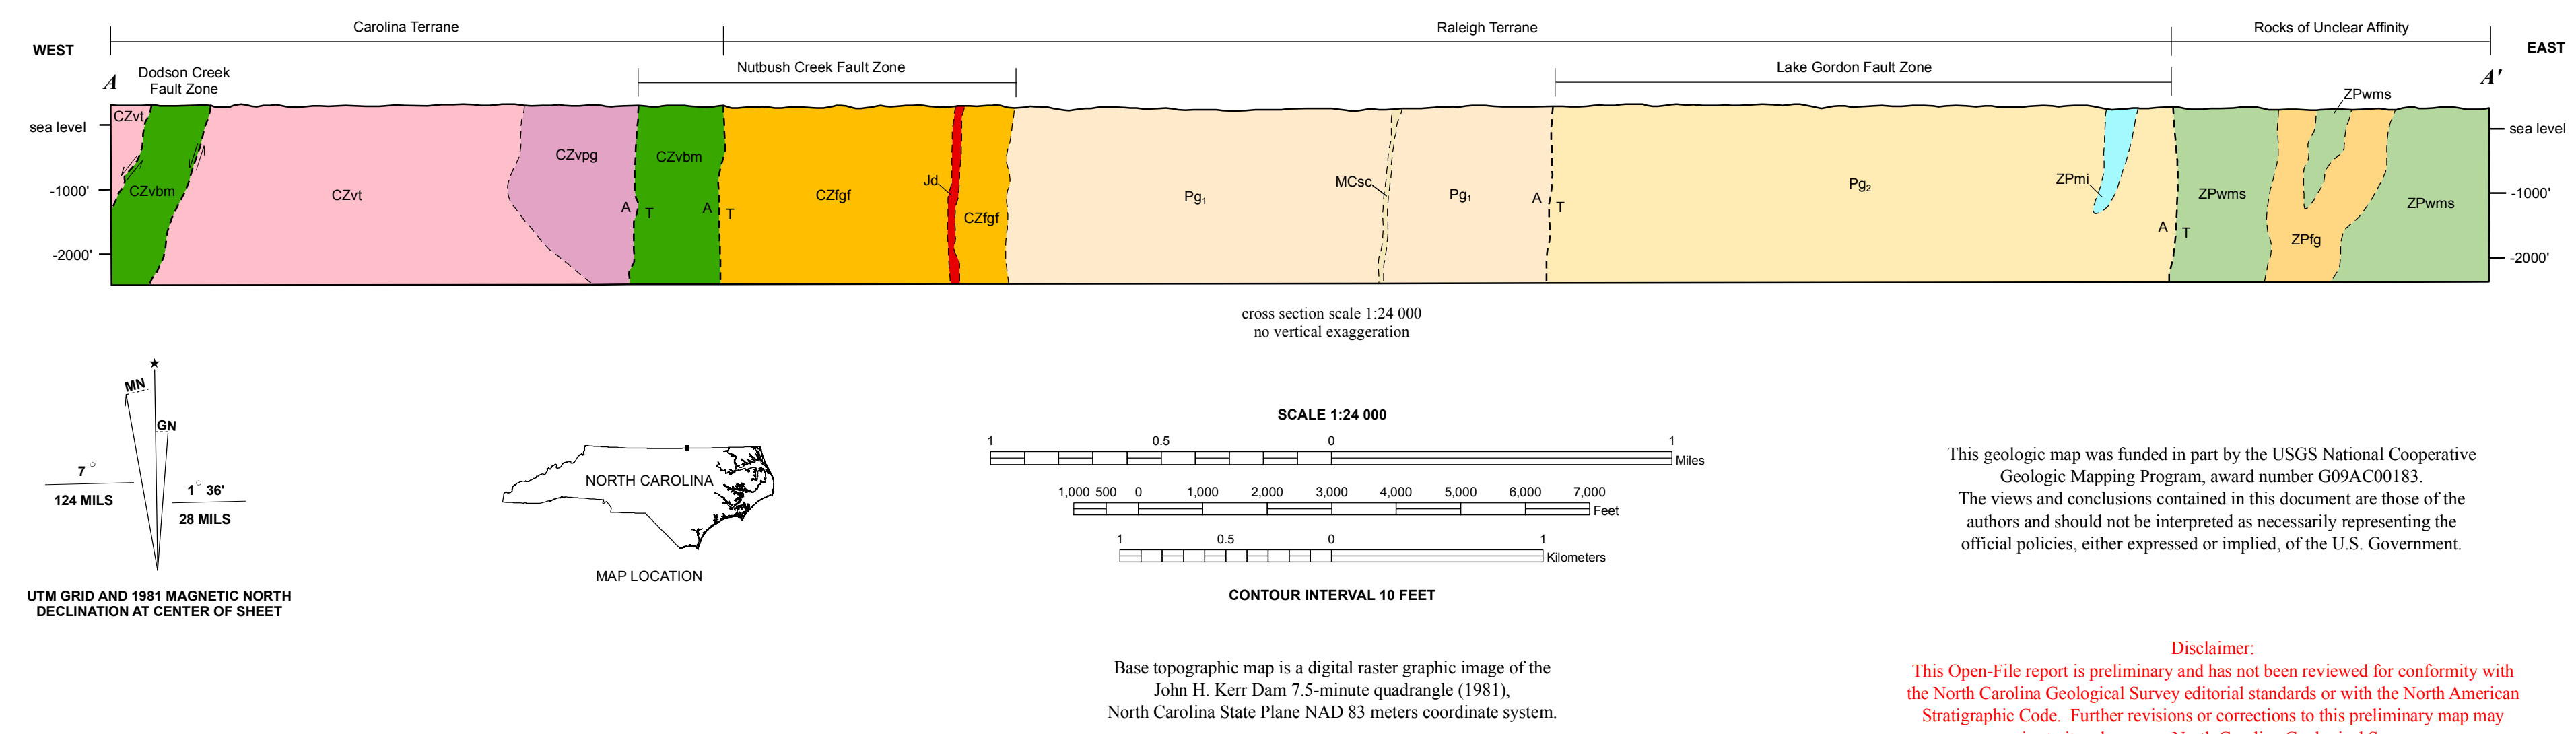 Carolina Terrane
Raleigh Terrane
Rocks of Unclear Affinity
WEST
EAST
A
Dodson Creek
Fault Zone
Nutbush Creek Fault Zone
Lake Gordon Fault Zone
A'
ZPwms
CZvt
sea level
sea level
CZvpg
CZvbm
Jd
MCsc
ZPmi
Pg2
-1000'
CZvbm
CZvt
CZfgf
Pg1
Pg1
A
T
ZPwms
-1000'
ZPwms
A
T
A
T
CZfgf
A
T
ZPfg
-2000'
-2000'
cross section scale 1:24 000
no vertical exaggeration
MN
GN
7°
124 MILS
1° 36'
28 MILS
UTM GRID AND 1981 MAGNETIC NORTH
DECLINATION AT CENTER OF SHEET
NORTH CAROLINA
MAP LOCATION
SCALE 1:24 000
1 0.5 0 1
Miles
1,000 500 0 1,000 2,000 3,000 4,000 5,000 6,000 7,000
Feet
1 0.5 0 1
Kilometers
CONTOUR INTERVAL 10 FEET
Base topographic map is a digital raster graphic image of the
John H. Kerr Dam 7.5-minute quadrangle (1981),
North Carolina State Plane NAD 83 meters coordinate system.
This geologic map was funded in part by the USGS National Cooperative
Geologic Mapping Program, award number G09AC00183.
The views and conclusions contained in this document are those of the
authors and should not be interpreted as necessarily representing the
official policies, either expressed or implied, of the U.S. Government.
Disclaimer:
This Open-File report is preliminary and has not been reviewed for conformity with
the North Carolina Geological Survey editorial standards or with the North American
Stratigraphic Code. Further revisions or corrections to this preliminary map may